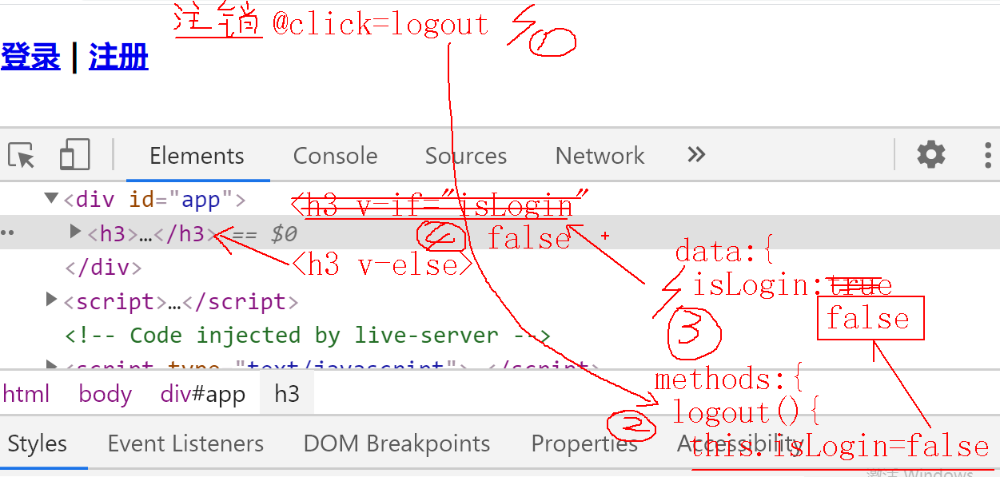 注销 @click=logout ①
登录 | 注册
Elements Console Sources Network »
▼<div id="app"> <h3 v-if="isLogin"
▶<h3>…</h3> == $0 ④ false
data:{
</div> <h3 v-else>
isLogin:true
▶<script>…</script>
false
③
<!-- Code injected by live-server -->
▶<script type="text/javascript">…</script>
methods:{
html body div#app h3
② logout(){
Styles Event Listeners DOM Breakpoints Properties Accessibility
this.isLogin=false
激活 Windows